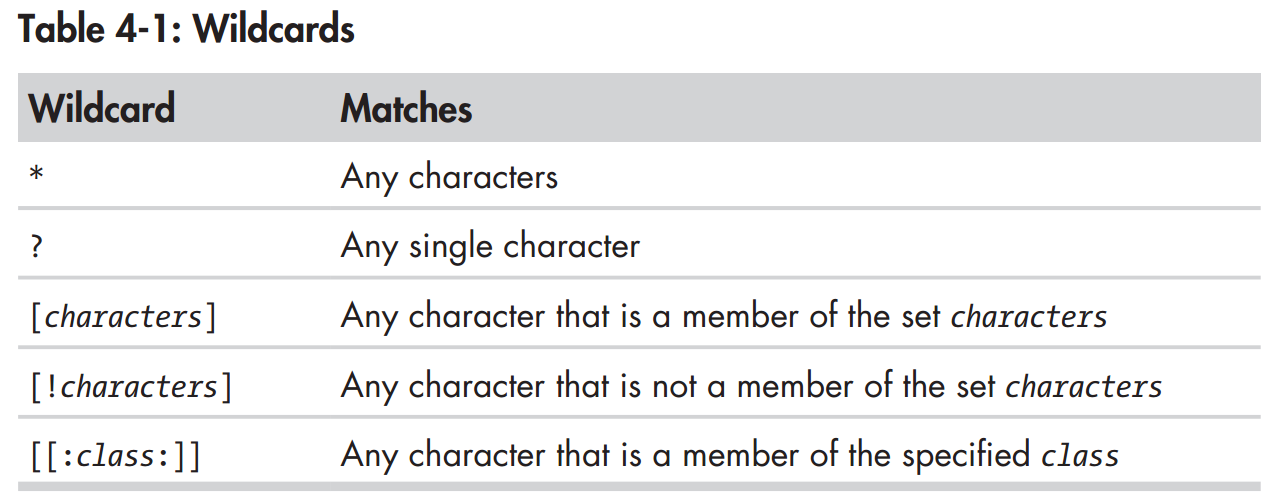 Table 4-1: Wildcards
Wildcard Matches
* Any characters
? Any single character
[characters] Any character that is a member of the set characters
[!characters] Any character that is not a member of the set characters
[[:class:]] Any character that is a member of the specified class